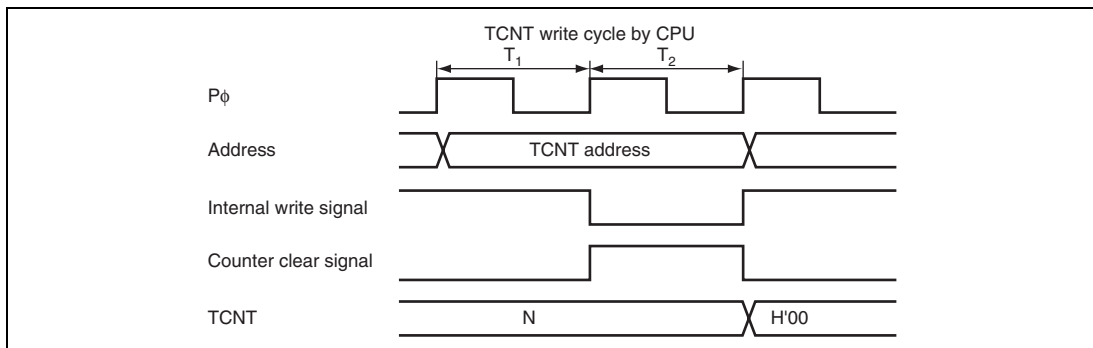 TCNT write cycle by CPU
T1 T2
Pϕ
Address TCNT address
Internal write signal
Counter clear signal
TCNT N H'00